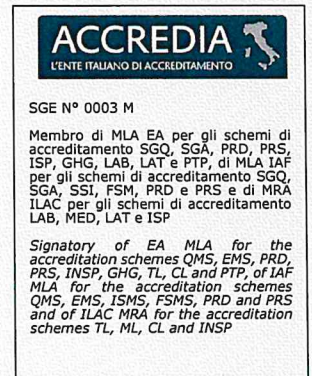 ACCREDIA
L'ENTE ITALIANO DI ACCREDITAMENTO
SGE N° 0003 M
Membro di MLA EA per gli schemi di
accreditamento SGQ, SGA, PRD, PRS,
ISP, GHG, LAB, LAT e PTP, di MLA IAF
per gli schemi di accreditamento SGQ,
SGA, SSI, FSM, PRD e PRS e di MRA
ILAC per gli schemi di accreditamento
LAB, MED, LAT e ISP
Signatory of EA MLA for the
accreditation schemes QMS, EMS, PRD,
PRS, INSP, GHG, TL, CL and PTP, of IAF
MLA for the accreditation schemes
QMS, EMS, ISMS, FSMS, PRD and PRS
and of ILAC MRA for the accreditation
schemes TL, ML, CL and INSP